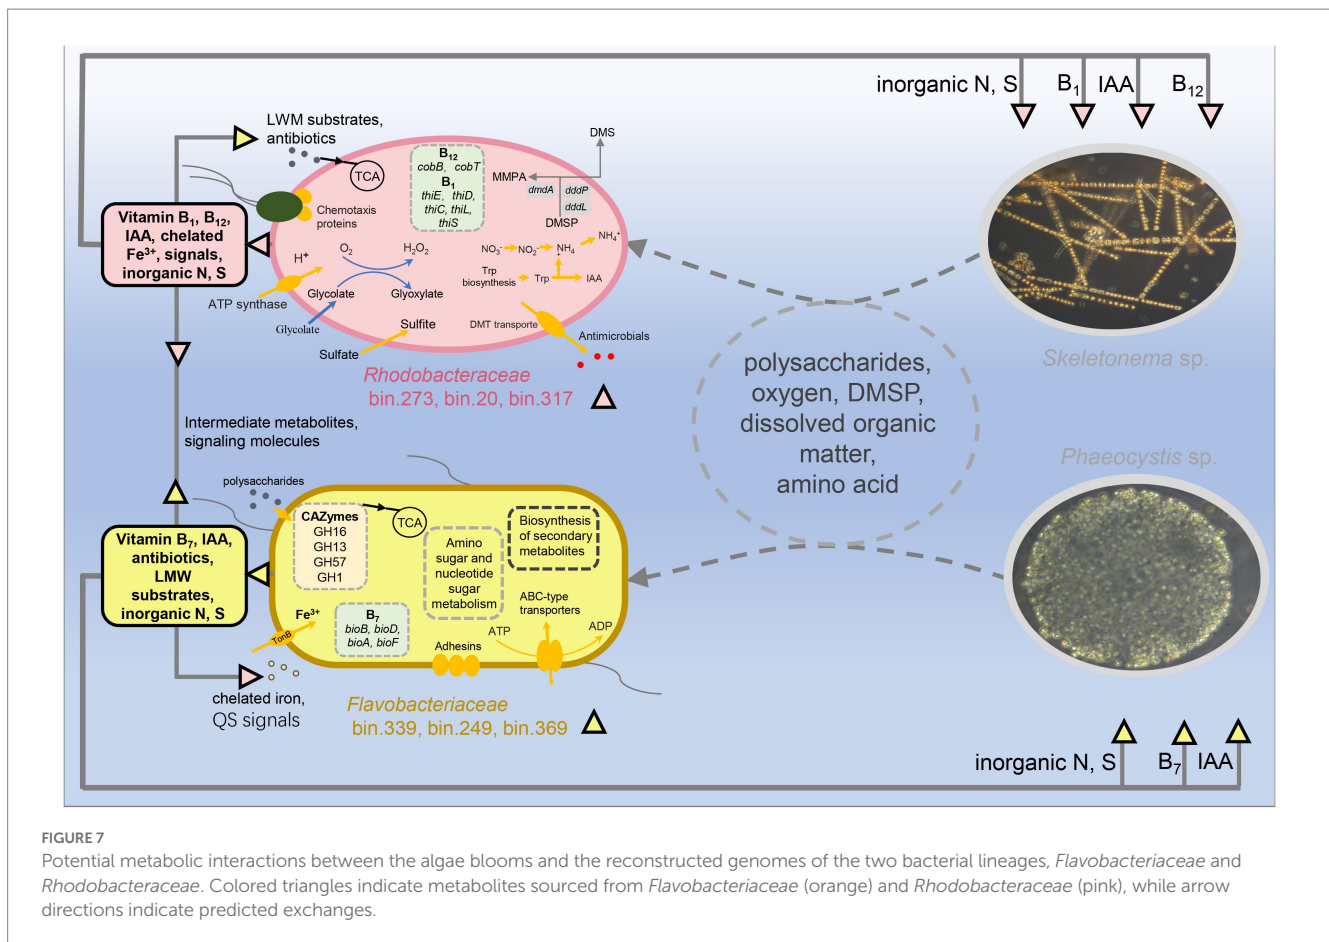 inorganic N, S
B1
IAA
B12
LWM substrates,
antibiotics
TCA
Chemotaxis
proteins
B12
cobB, cobT
B1
thiE, thiD,
thiC, thiL,
thiS
DMS
MMPA
dmdA
dddP
dddL
DMSP
Vitamin B1, B12,
IAA, chelated
Fe3+, signals,
inorganic N, S
H+
ATP synthase
O2
H2O2
Glycolate
Glyoxylate
Glycolate
Sulfite
Sulfate
NO3-
NO2-
NH4
+
NH4+
Trp
biosynthesis
Trp
IAA
DMT transporte
Antimicrobials
Rhodobacteraceae
bin.273, bin.20, bin.317
polysaccharides,
oxygen, DMSP,
dissolved organic
matter,
amino acid
Skeletonema sp.
Phaeocystis sp.
Intermediate metabolites,
signaling molecules
polysaccharides
CAZymes
GH16
GH13
GH57
GH1
TCA
Amino
sugar and
nucleotide
sugar
metabolism
Biosynthesis
of secondary
metabolites
Vitamin B7, IAA,
antibiotics,
LMW
substrates,
inorganic N, S
Fe3+
TonB
B7
bioB, bioD,
bioA, bioF
Adhesins
ABC-type
transporters
ATP
ADP
chelated iron,
QS signals
Flavobacteriaceae
bin.339, bin.249, bin.369
inorganic N, S
B7
IAA
FIGURE 7
Potential metabolic interactions between the algae blooms and the reconstructed genomes of the two bacterial lineages, Flavobacteriaceae and
Rhodobacteraceae. Colored triangles indicate metabolites sourced from Flavobacteriaceae (orange) and Rhodobacteraceae (pink), while arrow
directions indicate predicted exchanges.